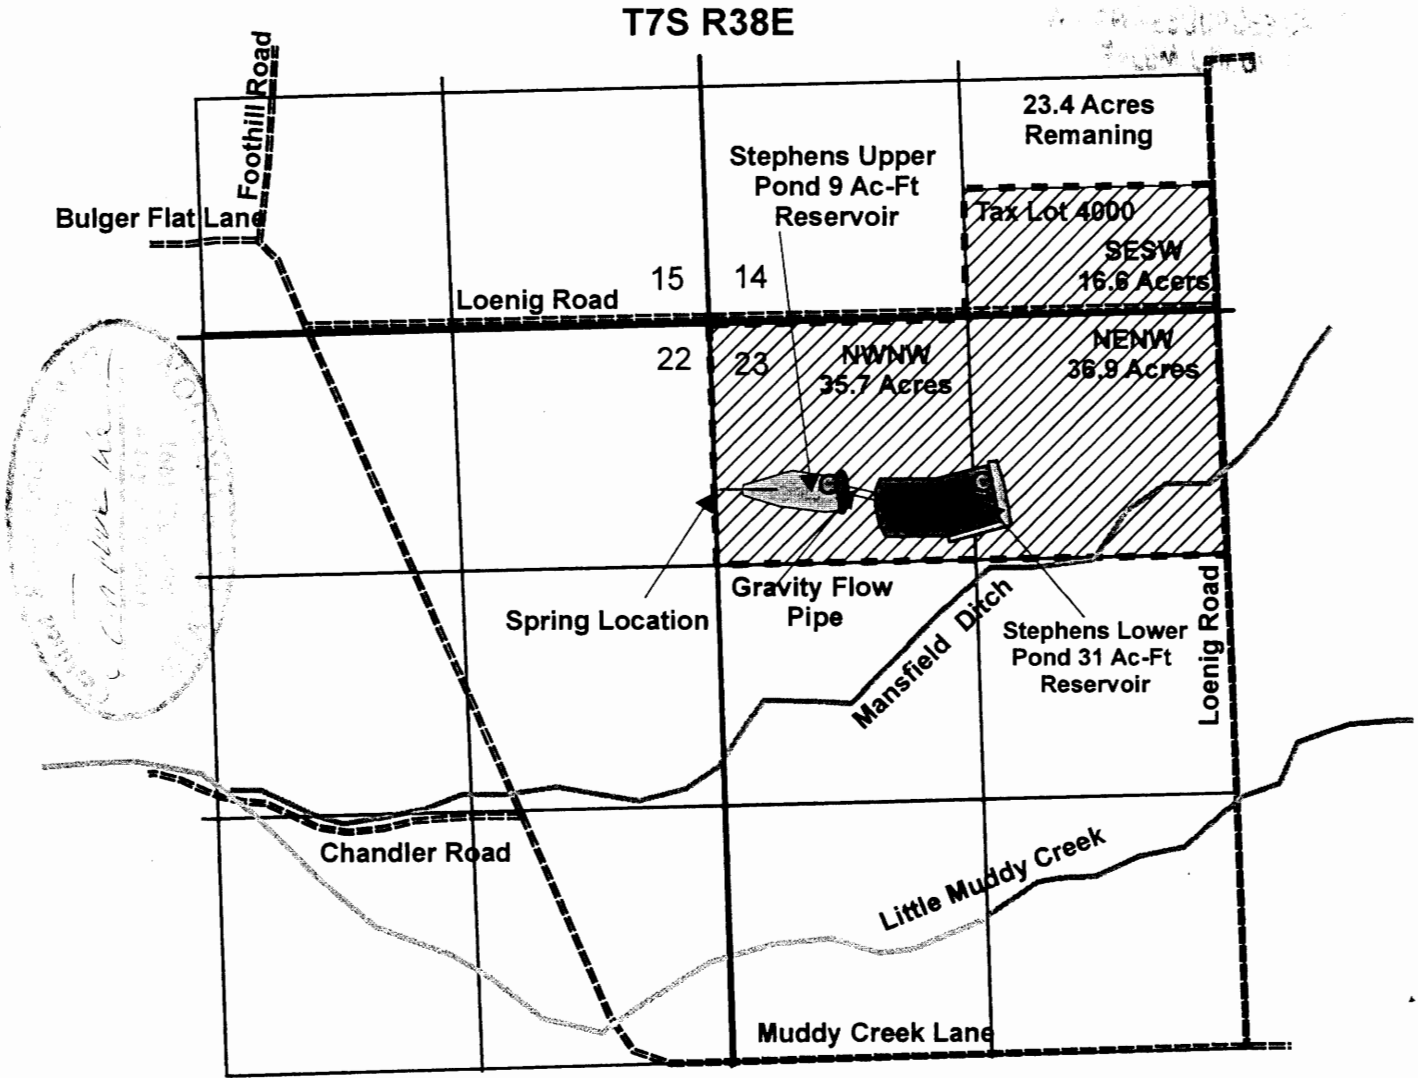 T7S R38E
Foothill Road
23.4 Acres
Remaning
Stephens Upper
Pond 9 Ac-Ft
Reservoir
Bulger Flat Lane
Tax Lot 4000
SESW
16.6 Acers
15
14
Loenig Road
22
23
NWNW
35.7 Acres
NENW
36.9 Acres
Spring Location
Gravity Flow
Pipe
Mansfield Ditch
Stephens Lower
Pond 31 Ac-Ft
Reservoir
Loenig Road
Chandler Road
Little Muddy Creek
Muddy Creek Lane